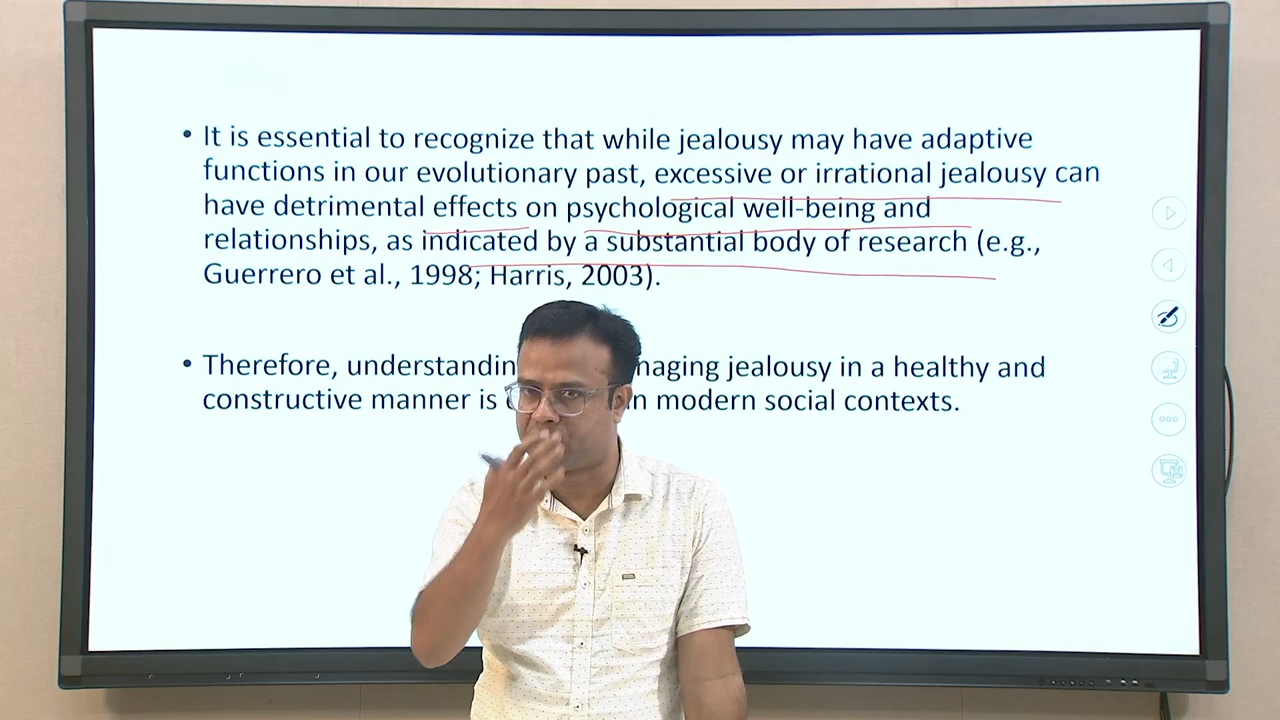 • It is essential to recognize that while jealousy may have adaptive
functions in our evolutionary past, excessive or irrational jealousy can
have detrimental effects on psychological well-being and
relationships, as indicated by a substantial body of research (e.g.,
Guerrero et al., 1998; Harris, 2003).
• Therefore, jealousy in a healthy and
constructive manner is modern social contexts.